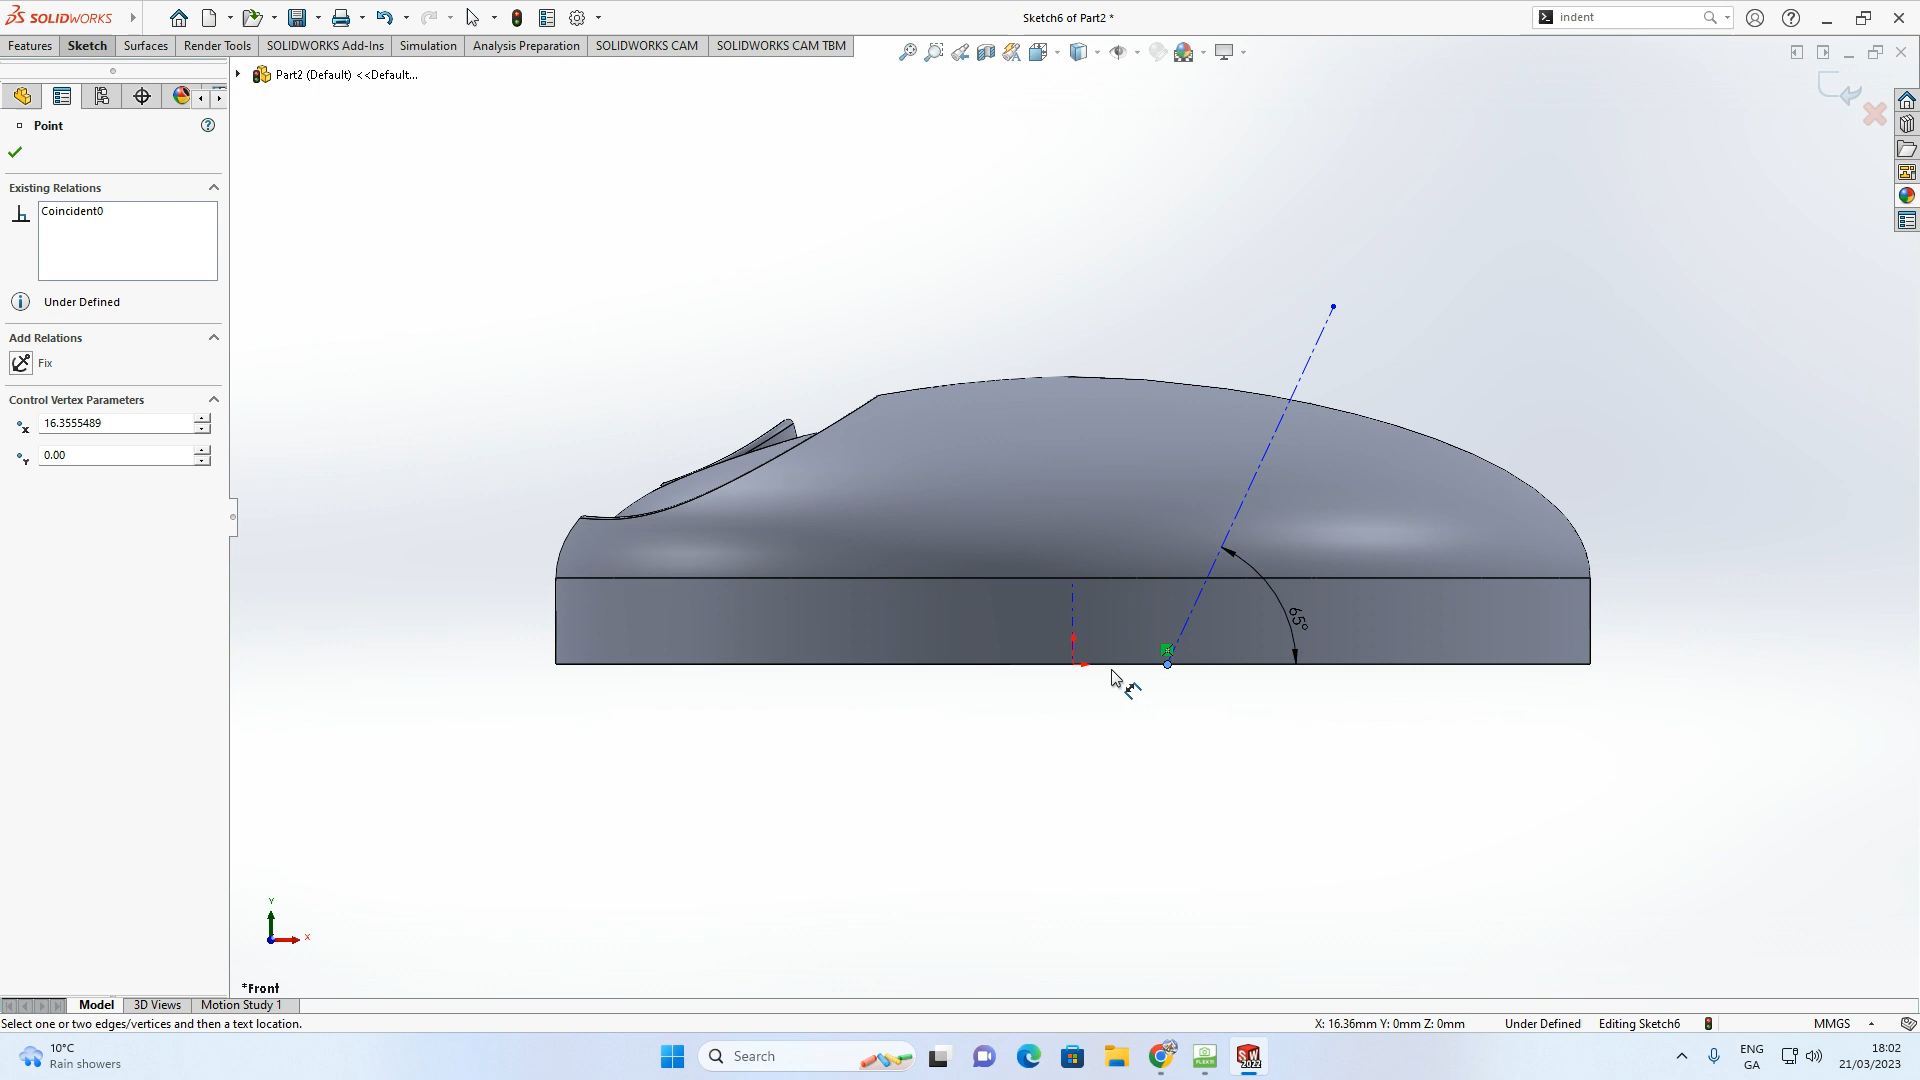 SOLIDWORKS
Sketch6 of Part2 *
indent
Features
Sketch
Surfaces
Render Tools
SOLIDWORKS Add-Ins
Simulation
Analysis Preparation
SOLIDWORKS CAM
SOLIDWORKS CAM TBM
Part2 (Default) <<Default...
Point
Existing Relations
Coincident0
Under Defined
Add Relations
Fix
Control Vertex Parameters
x
16.3555489
Y
0.00
65°
Y
X
*Front
Model
3D Views
Motion Study 1
Select one or two edges/vertices and then a text location.
X: 16.36mm Y: 0mm Z: 0mm
Under Defined
Editing Sketch6
MMGS
10°C
Rain showers
Search
SW
2022
ENG
GA
18:02
21/03/2023